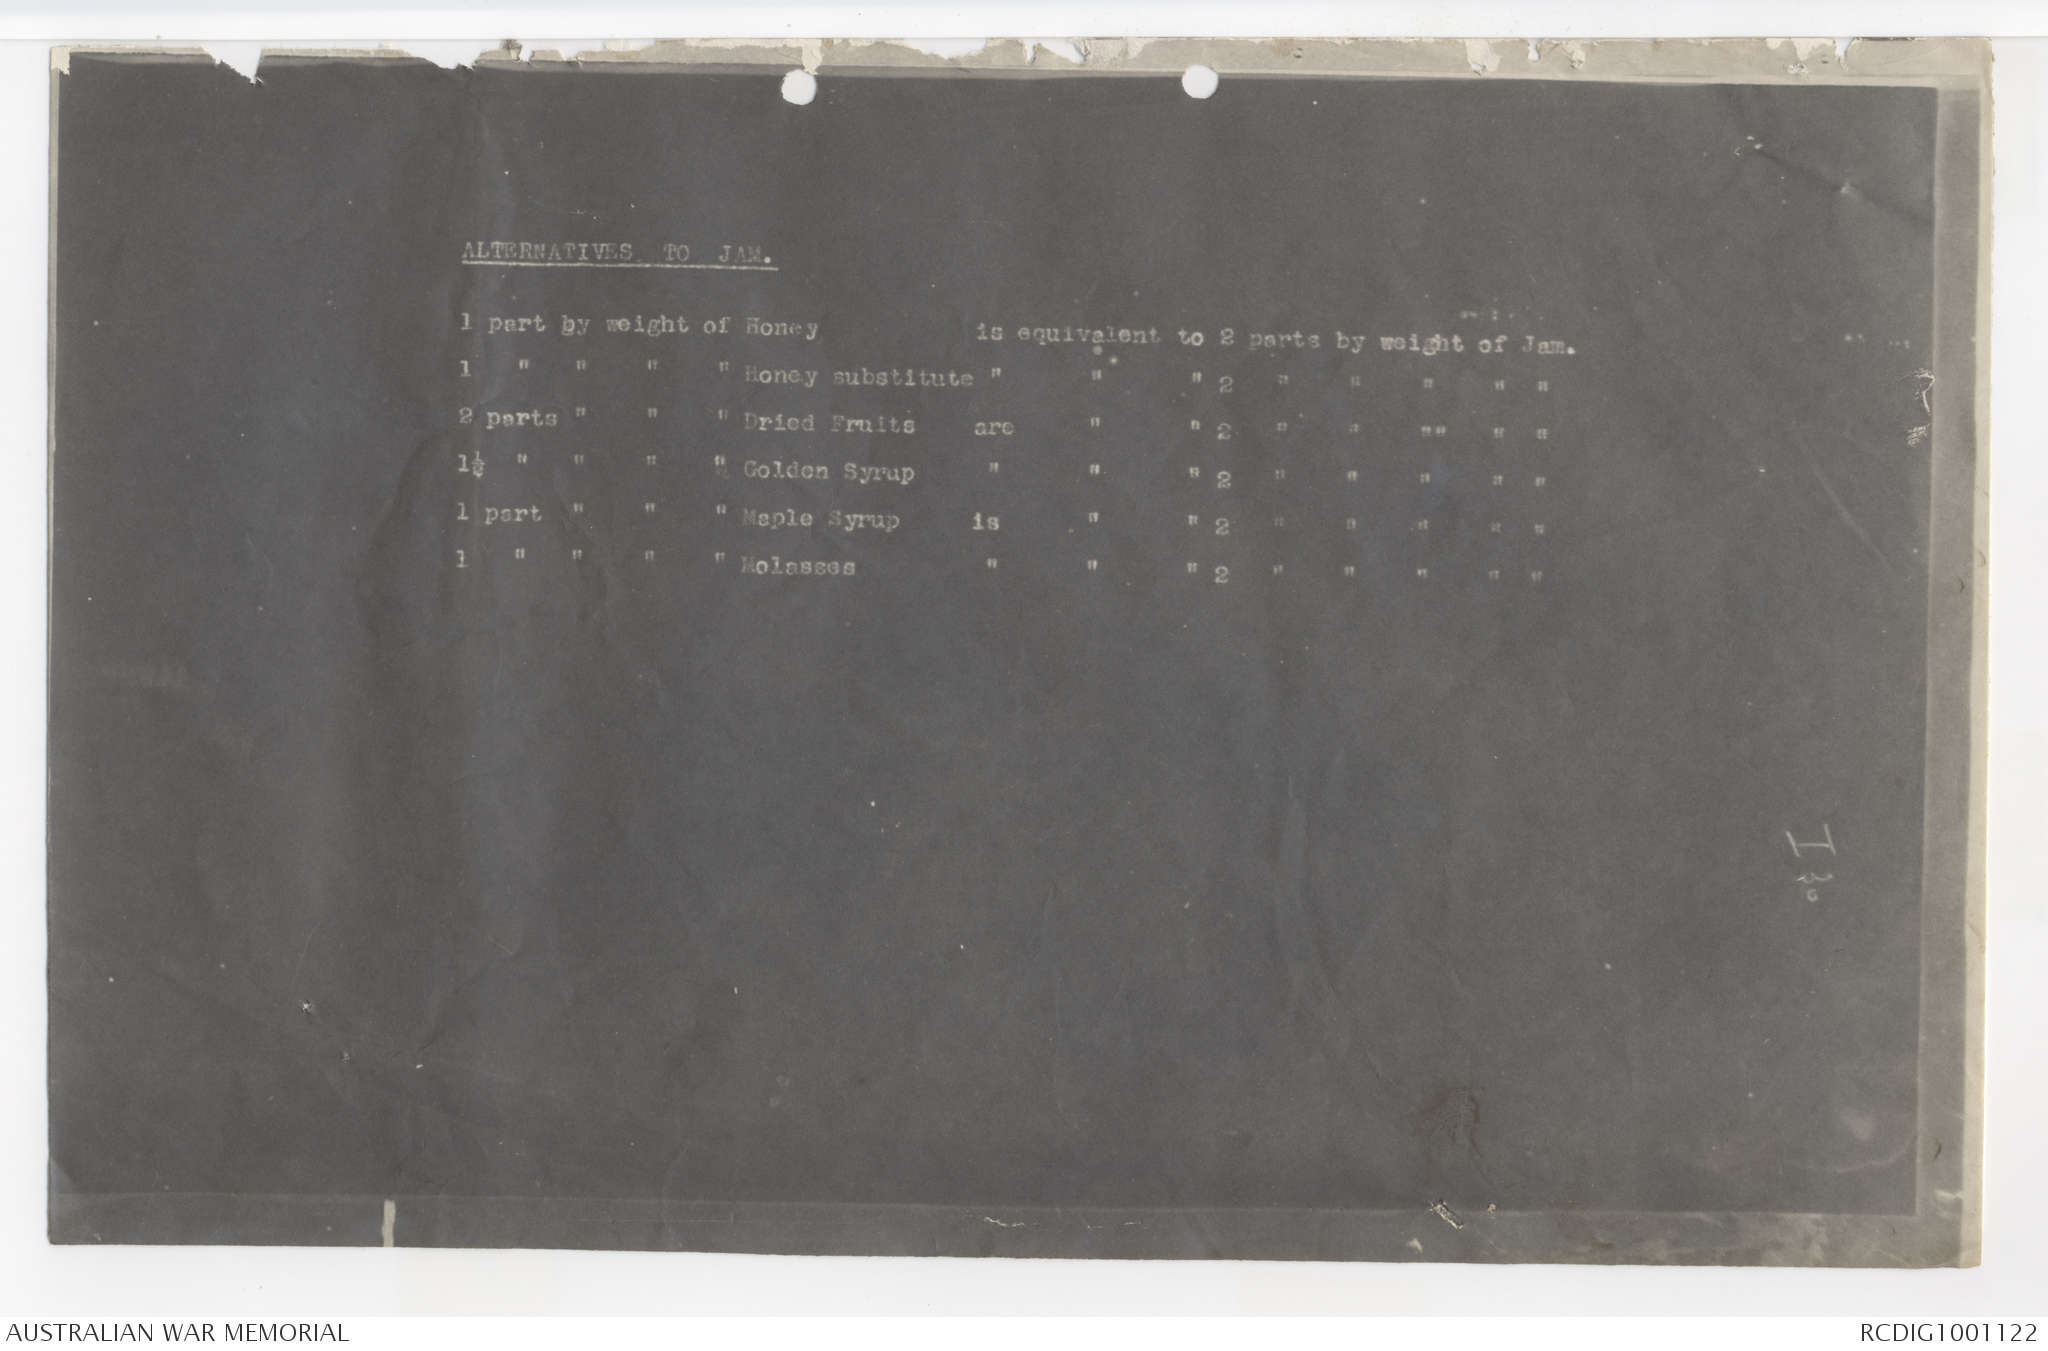 ALTERNATIVES TO JAM.
1 part by weight of Honey is equivalent to 2 parts by weight of Jam.
1 " " " " Honey substitute " " " 2 " " " " "
2 parts " " " Dried Fruits are " " 2 " " "" " "
1½ " " " " Golden Syrup " " " 2 " " " " "
1 part " " " Maple Syrup is " " 2 " " " " "
1 " " " " Molasses " " " 2 " " " " "
AUSTRALIAN WAR MEMORIAL
RCDIG1001122